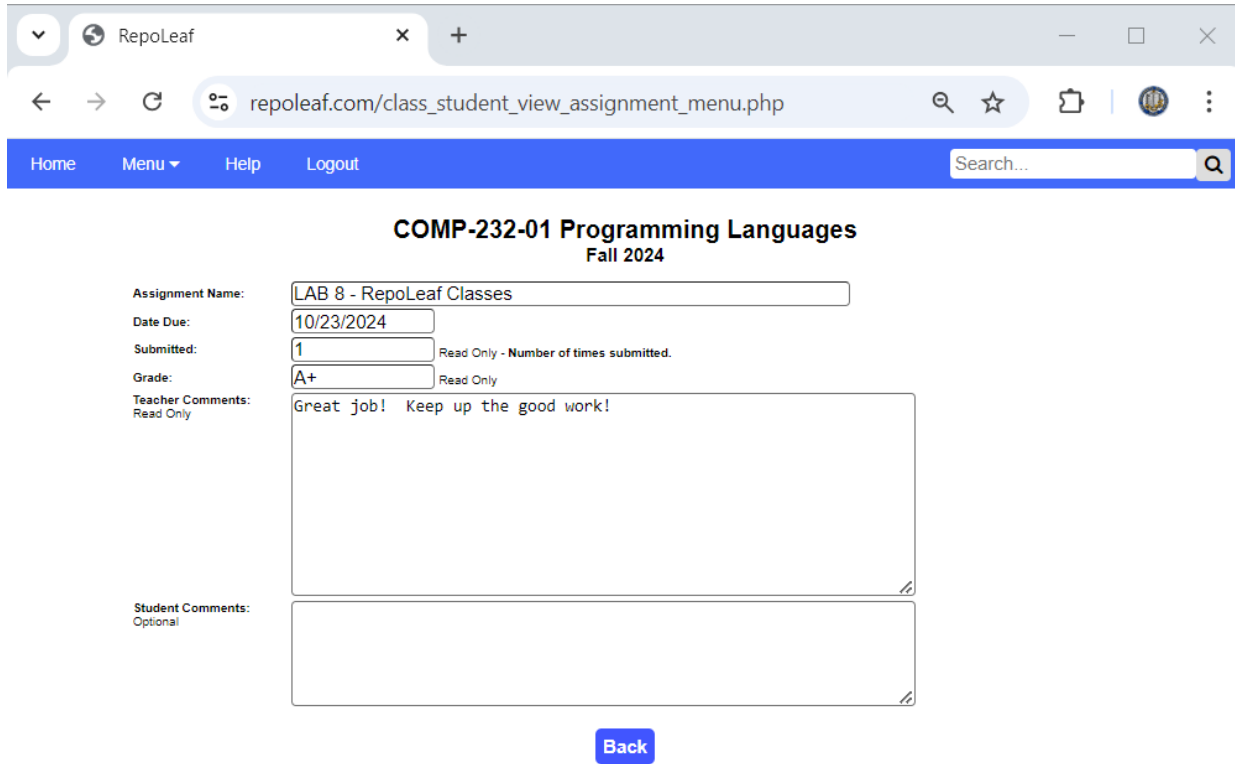 RepoLeaf
repoleaf.com/class_student_view_assignment_menu.php
Home Menu Help Logout Search...
COMP-232-01 Programming Languages
Fall 2024
Assignment Name: LAB 8 - RepoLeaf Classes
Date Due: 10/23/2024
Submitted: 1 Read Only - Number of times submitted.
Grade: A+ Read Only
Teacher Comments: Great job!  Keep up the good work!
Read Only
Student Comments:
Optional
Back